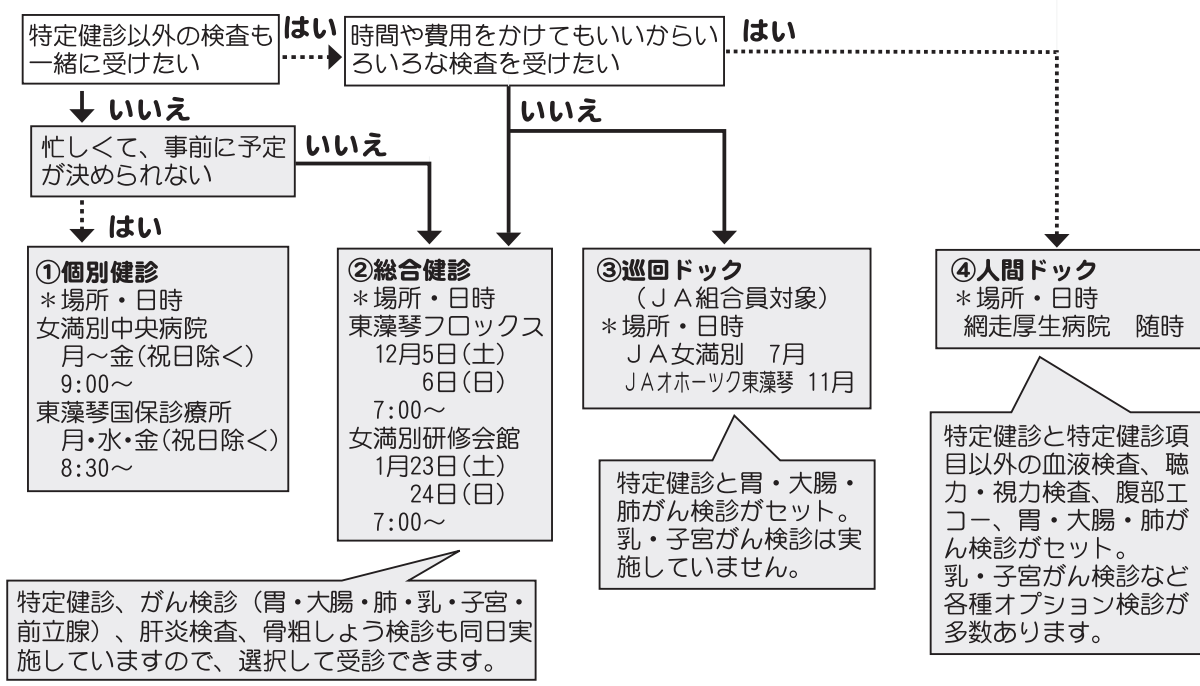 特定健診以外の検査も
一緒に受けたい
はい
時間や費用をかけてもいいからい
ろいろな検査を受けたい
はい
いいえ
いいえ
忙しくて、事前に予定
が決められない
いいえ
はい
①個別健診
＊場所・日時
女満別中央病院
月～金(祝日除く)
9:00～
東藻琴国保診療所
月・水・金(祝日除く)
8:30～
②総合健診
＊場所・日時
東藻琴フロックス
12月5日(土)
6日(日)
7:00～
女満別研修会館
1月23日(土)
24日(日)
7:00～
③巡回ドック
（ＪＡ組合員対象）
＊場所・日時
ＪＡ女満別　7月
ＪＡオホーツク東藻琴 11月
④人間ドック
＊場所・日時
網走厚生病院　随時
特定健診、がん検診（胃・大腸・肺・乳・子宮・
前立腺）、肝炎検査、骨粗しょう検診も同日実
施していますので、選択して受診できます。
特定健診と胃・大腸・
肺がん検診がセット。
乳・子宮がん検診は実
施していません。
特定健診と特定健診項
目以外の血液検査、聴
力・視力検査、腹部エ
コー、胃・大腸・肺が
ん検診がセット。
乳・子宮がん検診など
各種オプション検診が
多数あります。